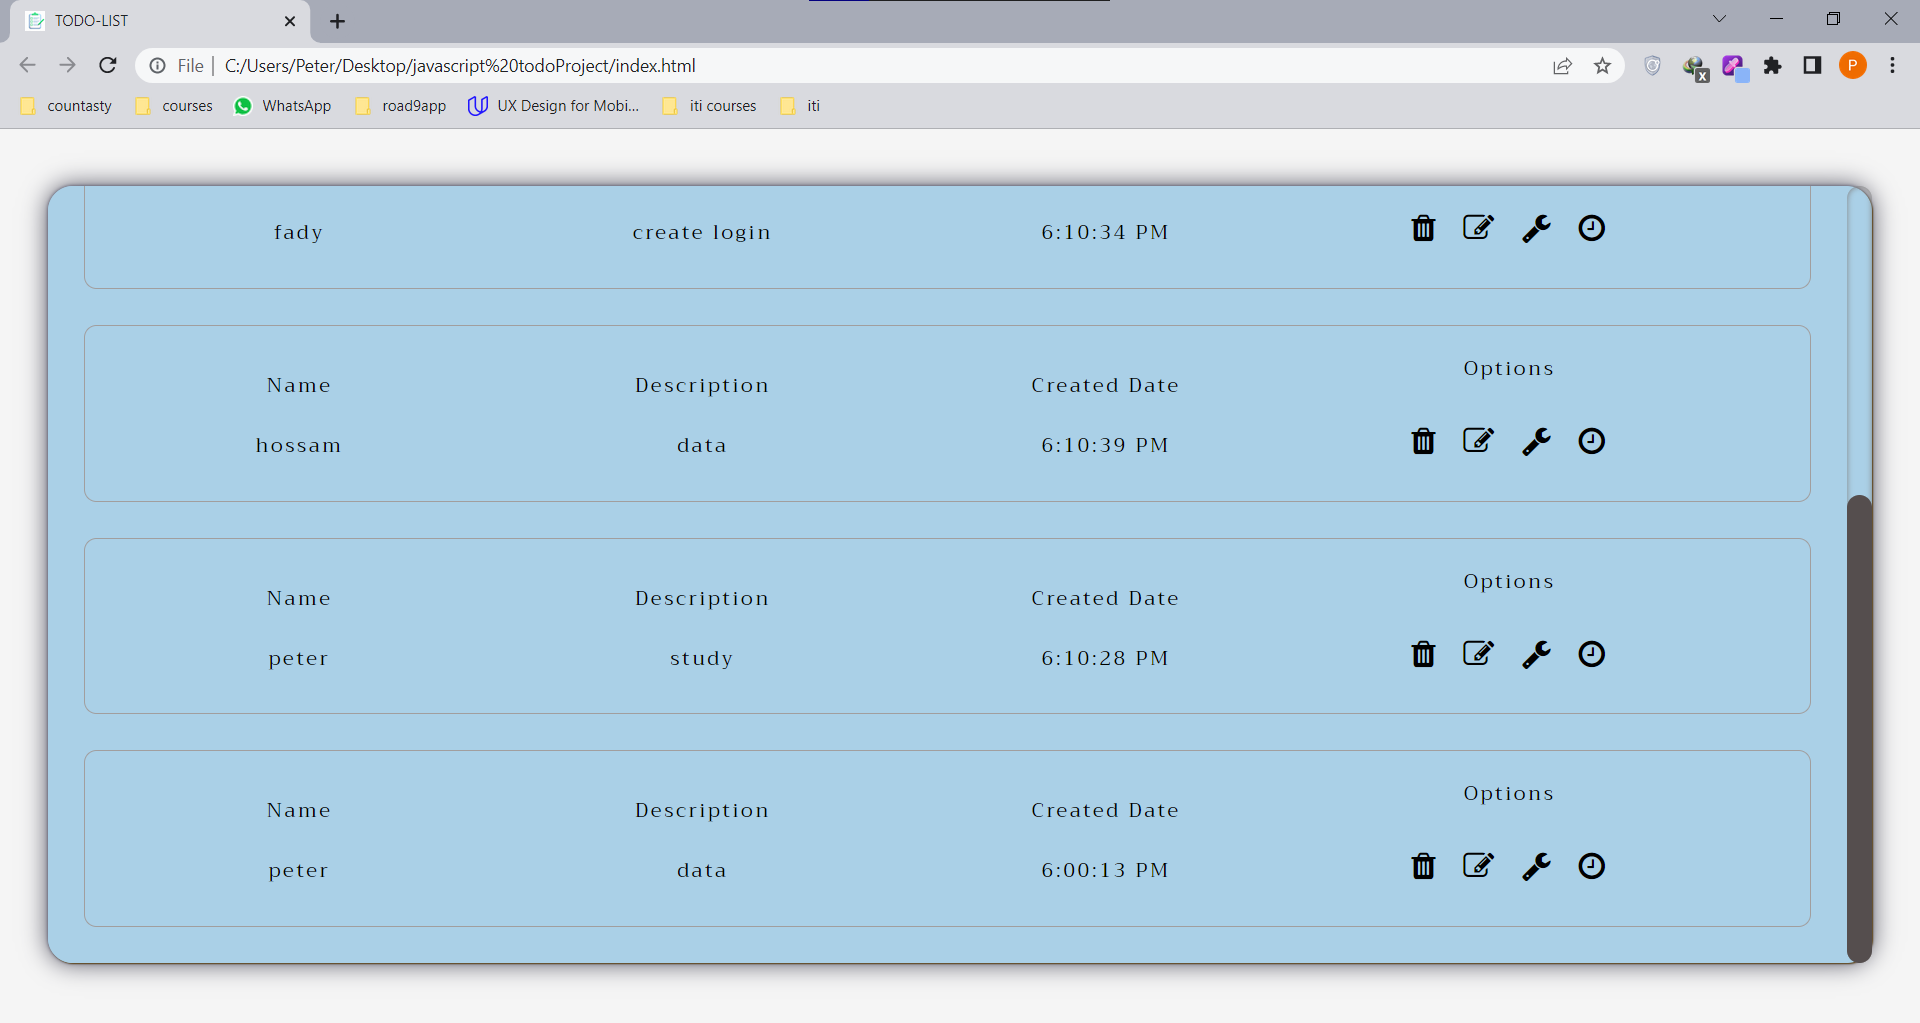 TODO-LIST
File | C:/Users/Peter/Desktop/javascript%20todoProject/index.html
P
X
countasty courses WhatsApp road9app UX Design for Mobi... iti courses iti
fady create login 6:10:34 PM
Options
Name Description Created Date
hossam data 6:10:39 PM
Options
Name Description Created Date
peter study 6:10:28 PM
Options
Name Description Created Date
peter data 6:00:13 PM